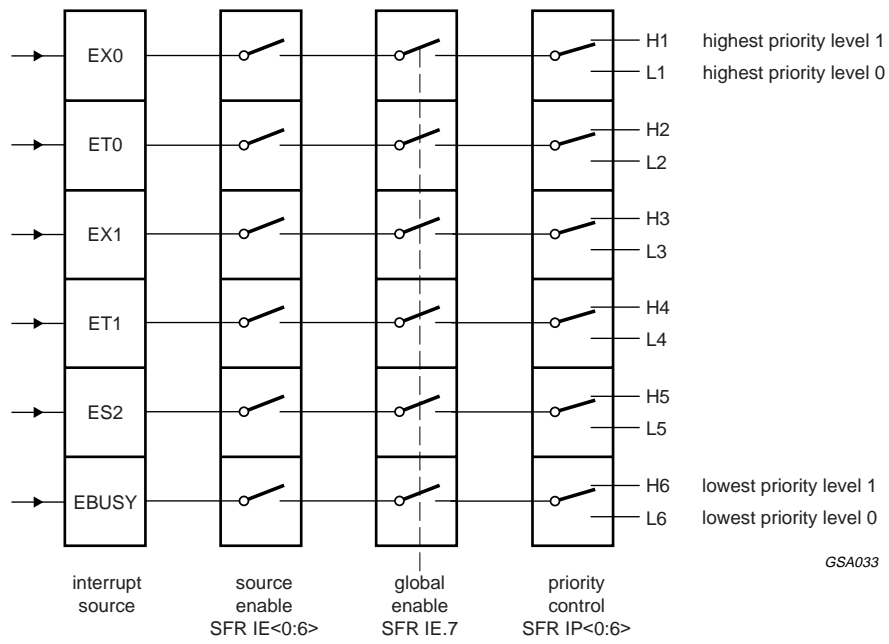 EX0
H1 highest priority level 1
L1 highest priority level 0
ET0
H2
L2
EX1
H3
L3
ET1
H4
L4
ES2
H5
L5
EBUSY
H6 lowest priority level 1
L6 lowest priority level 0
GSA033
interrupt
source
source
enable
SFR IE<0:6>
global
enable
SFR IE.7
priority
control
SFR IP<0:6>